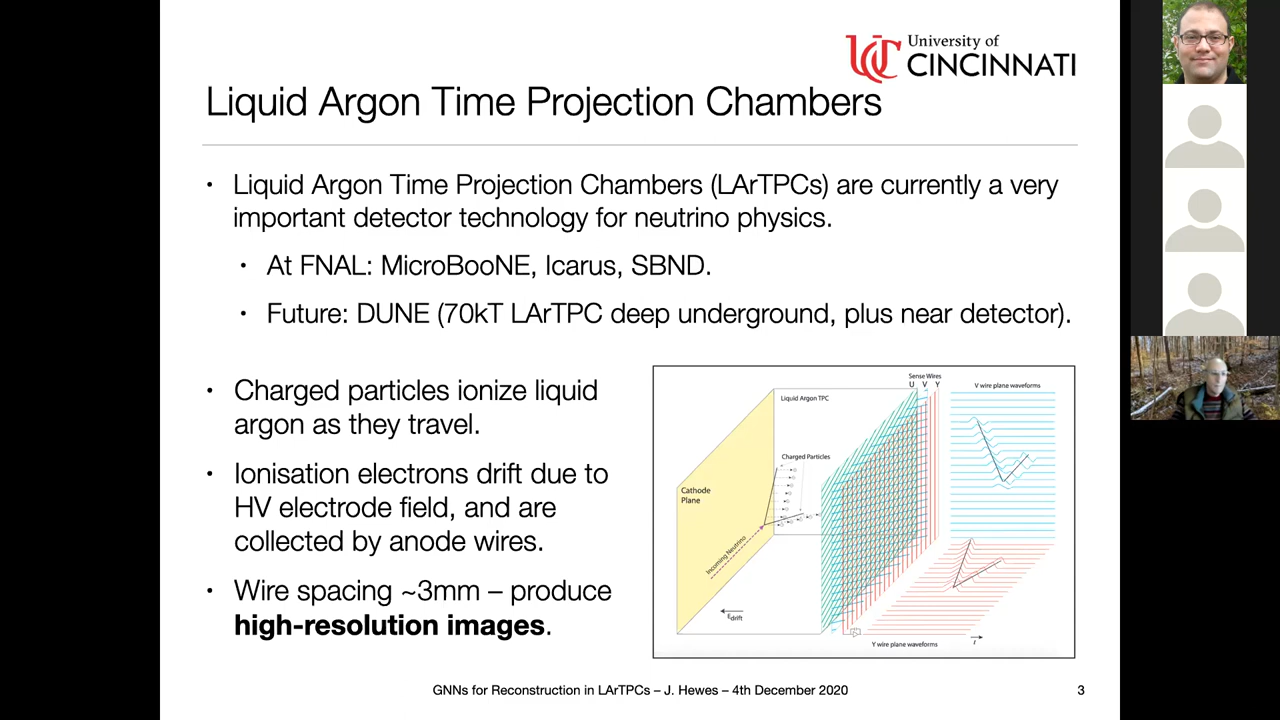 University of
CINCINNATI
Liquid Argon Time Projection Chambers
• Liquid Argon Time Projection Chambers (LArTPCs) are currently a very
important detector technology for neutrino physics.
• At FNAL: MicroBooNE, Icarus, SBND.
• Future: DUNE (70kT LArTPC deep underground, plus near detector).
• Charged particles ionize liquid
argon as they travel.
• Ionisation electrons drift due to
HV electrode field, and are
collected by anode wires.
• Wire spacing ~3mm – produce
high-resolution images.
Sense Wires
U V Y
V wire plane waveforms
Liquid Argon TPC
Charged Particles
Cathode
Plane
Incoming Neutrino
Edrift
Y wire plane waveforms
t
GNNs for Reconstruction in LArTPCs – J. Hewes – 4th December 2020
3